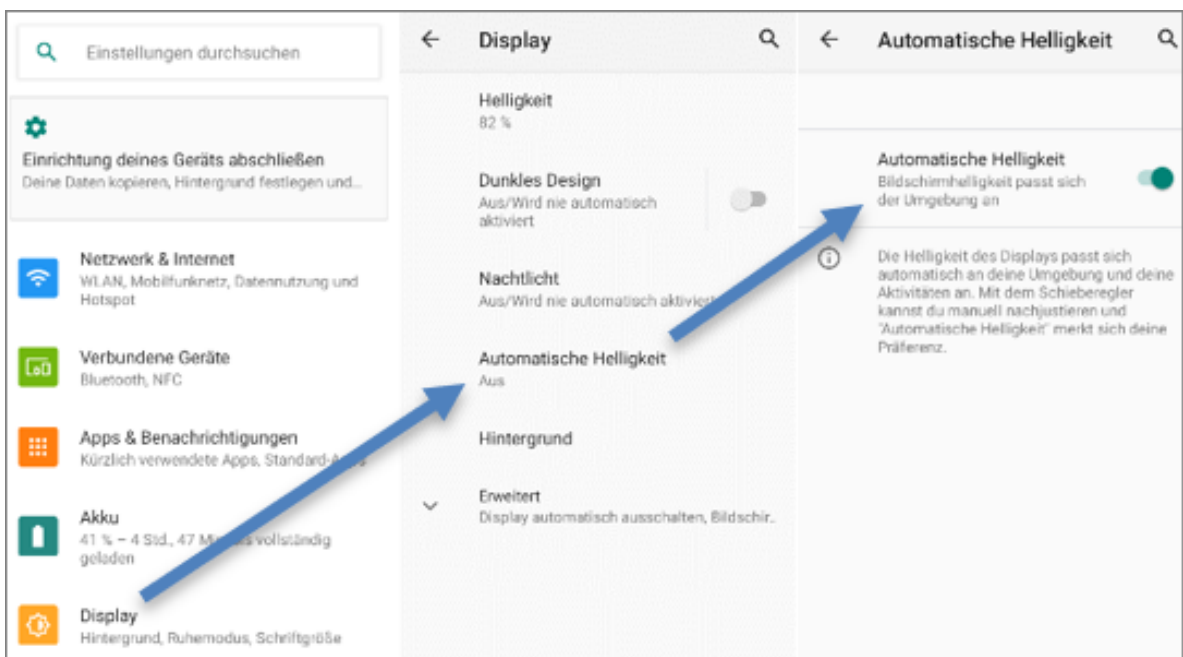 Einstellungen durchsuchen
Einrichtung deines Geräts abschließen
Deine Daten kopieren, Hintergrund festlegen und...
Netzwerk & Internet
WLAN, Mobilfunknetz, Datennutzung und
Hotspot
Verbundene Geräte
Bluetooth, NFC
Apps & Benachrichtigungen
Kürzlich verwendete Apps, Standard-Apps
Akku
41 % – 4 Std., 47 Min. bis vollständig
geladen
Display
Hintergrund, Ruhemodus, Schriftgröße
Display
Helligkeit
82 %
Dunkles Design
Aus/Wird nie automatisch
aktiviert
Nachtlicht
Aus/Wird nie automatisch aktiviert
Automatische Helligkeit
Aus
Hintergrund
Erweitert
Display automatisch ausschalten, Bildschir..
Automatische Helligkeit
Automatische Helligkeit
Bildschirmhelligkeit passt sich
der Umgebung an
Die Helligkeit des Displays passt sich
automatisch an deine Umgebung und deine
Aktivitäten an. Mit dem Schieberegler
kannst du manuell nachjustieren und
"Automatische Helligkeit" merkt sich deine
Präferenz.